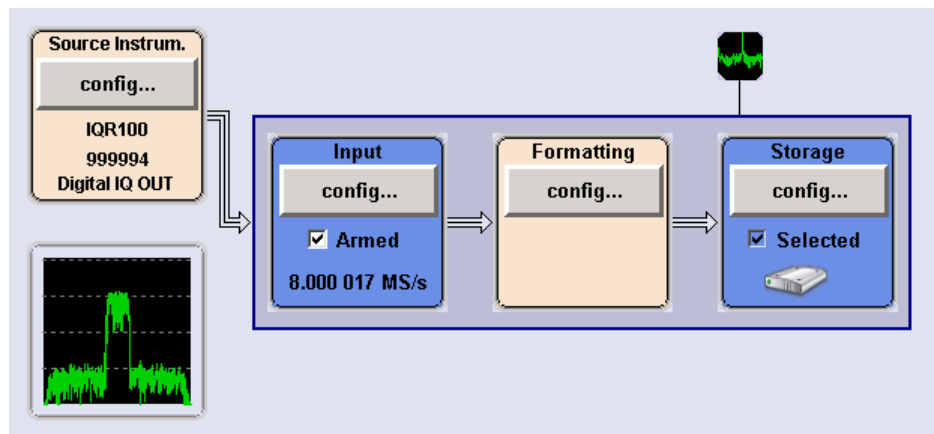 Source Instrum.
config...
IQR100
999994
Digital IQ OUT
Input
config...
Armed
8.000 017 MS/s
Formatting
config...
Storage
config...
Selected